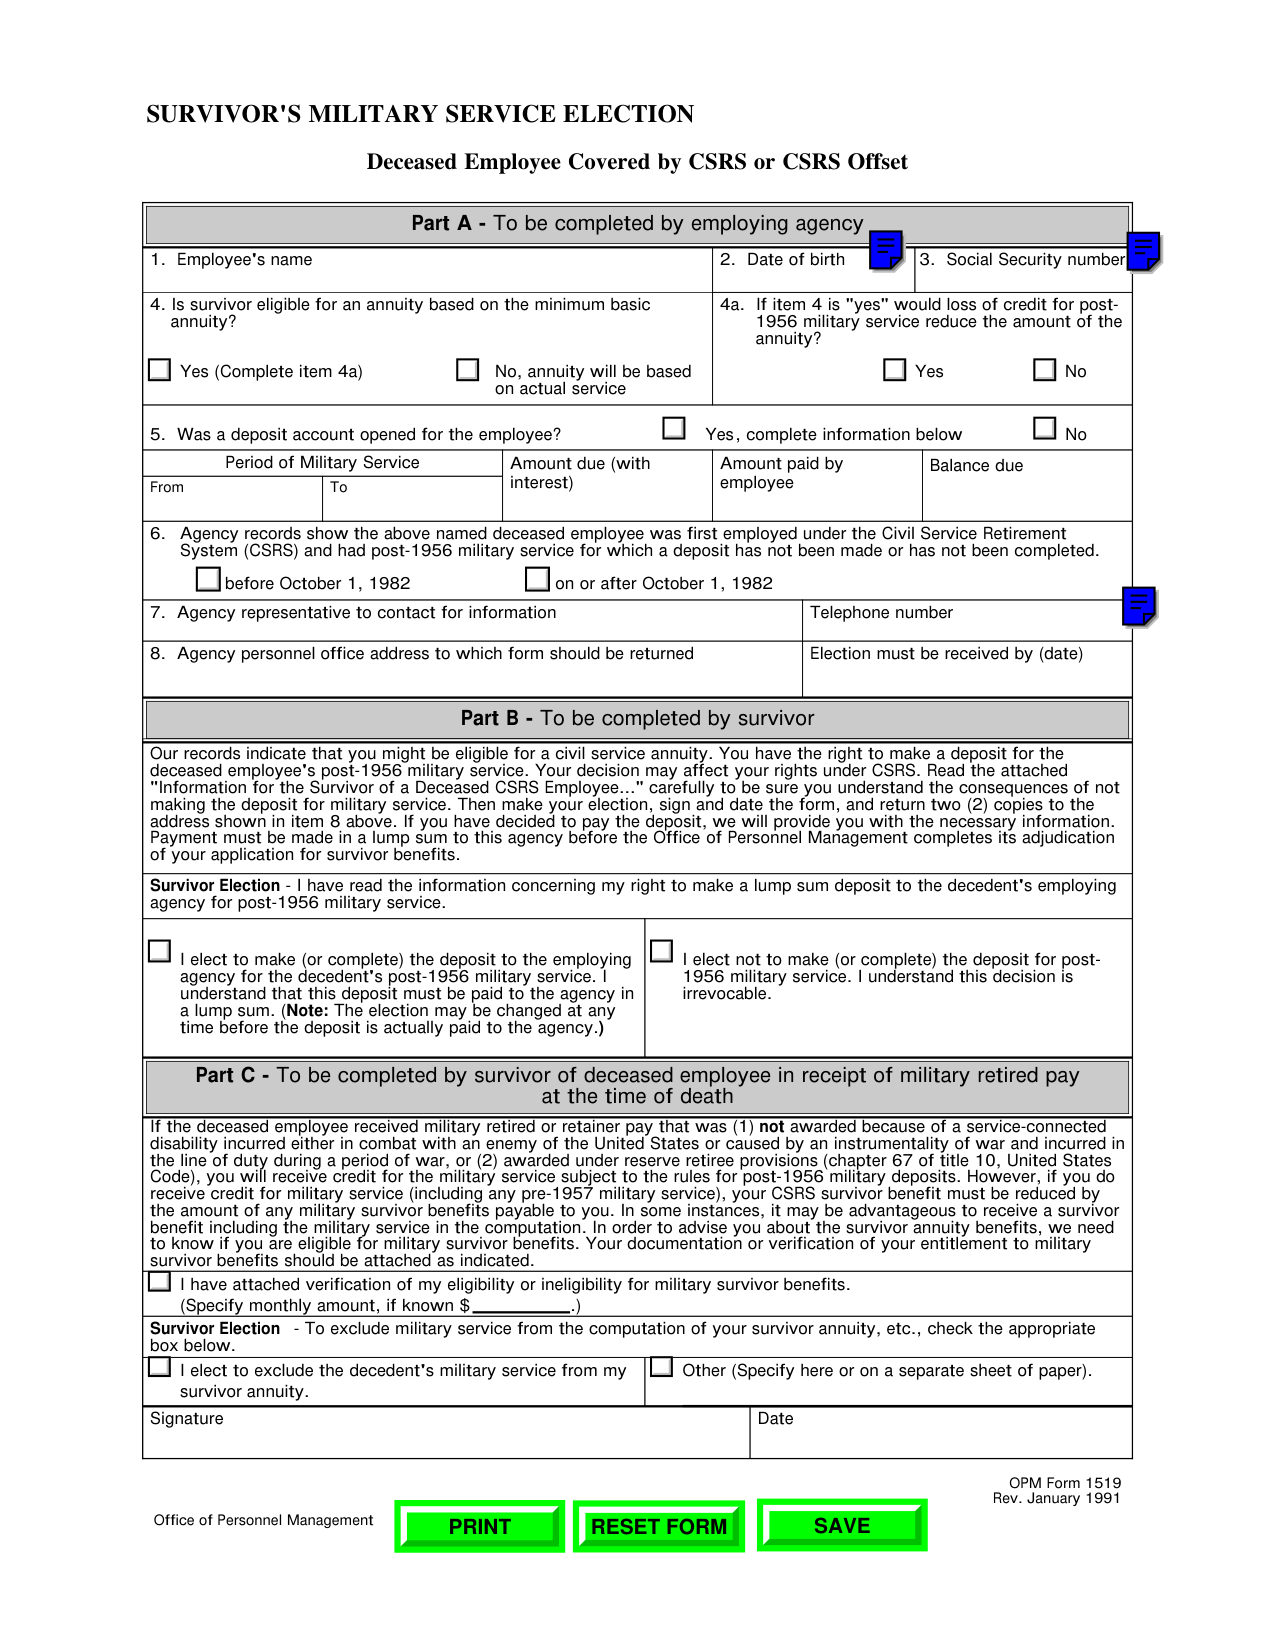 SURVIVOR'S MILITARY SERVICE ELECTION
Deceased Employee Covered by CSRS or CSRS Offset
Part A - To be completed by employing agency
1. Employee's name
2. Date of birth
3. Social Security number
4. Is survivor eligible for an annuity based on the minimum basic
annuity?
Yes (Complete item 4a)
No, annuity will be based
on actual service
4a. If item 4 is "yes" would loss of credit for post-
1956 military service reduce the amount of the
annuity?
Yes
No
5. Was a deposit account opened for the employee?
Yes, complete information below
No
Period of Military Service
From
To
Amount due (with
interest)
Amount paid by
employee
Balance due
6. Agency records show the above named deceased employee was first employed under the Civil Service Retirement
System (CSRS) and had post-1956 military service for which a deposit has not been made or has not been completed.
before October 1, 1982
on or after October 1, 1982
7. Agency representative to contact for information
Telephone number
8. Agency personnel office address to which form should be returned
Election must be received by (date)
Part B - To be completed by survivor
Our records indicate that you might be eligible for a civil service annuity. You have the right to make a deposit for the
deceased employee's post-1956 military service. Your decision may affect your rights under CSRS. Read the attached
"Information for the Survivor of a Deceased CSRS Employee..." carefully to be sure you understand the consequences of not
making the deposit for military service. Then make your election, sign and date the form, and return two (2) copies to the
address shown in item 8 above. If you have decided to pay the deposit, we will provide you with the necessary information.
Payment must be made in a lump sum to this agency before the Office of Personnel Management completes its adjudication
of your application for survivor benefits.
Survivor Election - I have read the information concerning my right to make a lump sum deposit to the decedent's employing
agency for post-1956 military service.
I elect to make (or complete) the deposit to the employing
agency for the decedent's post-1956 military service. I
understand that this deposit must be paid to the agency in
a lump sum. (Note: The election may be changed at any
time before the deposit is actually paid to the agency.)
I elect not to make (or complete) the deposit for post-
1956 military service. I understand this decision is
irrevocable.
Part C - To be completed by survivor of deceased employee in receipt of military retired pay
at the time of death
If the deceased employee received military retired or retainer pay that was (1) not awarded because of a service-connected
disability incurred either in combat with an enemy of the United States or caused by an instrumentality of war and incurred in
the line of duty during a period of war, or (2) awarded under reserve retiree provisions (chapter 67 of title 10, United States
Code), you will receive credit for the military service subject to the rules for post-1956 military deposits. However, if you do
receive credit for military service (including any pre-1957 military service), your CSRS survivor benefit must be reduced by
the amount of any military survivor benefits payable to you. In some instances, it may be advantageous to receive a survivor
benefit including the military service in the computation. In order to advise you about the survivor annuity benefits, we need
to know if you are eligible for military survivor benefits. Your documentation or verification of your entitlement to military
survivor benefits should be attached as indicated.
I have attached verification of my eligibility or ineligibility for military survivor benefits.
(Specify monthly amount, if known $__________.)
Survivor Election - To exclude military service from the computation of your survivor annuity, etc., check the appropriate
box below.
I elect to exclude the decedent's military service from my
survivor annuity.
Other (Specify here or on a separate sheet of paper).
Signature
Date
OPM Form 1519
Rev. January 1991
Office of Personnel Management
PRINT
RESET FORM
SAVE